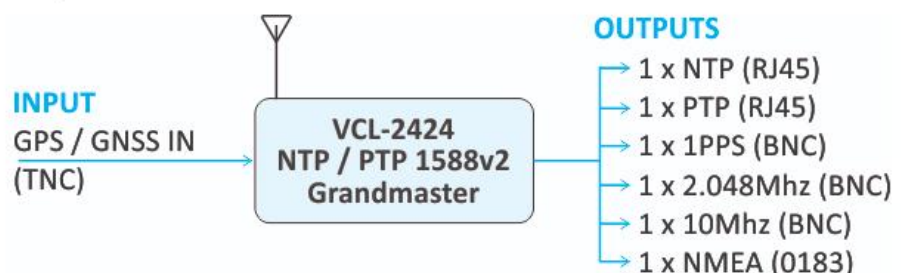 INPUT
GPS / GNSS IN
(TNC)
VCL-2424
NTP / PTP 1588v2
Grandmaster
OUTPUTS
1 x NTP (RJ45)
1 x PTP (RJ45)
1 x 1PPS (BNC)
1 x 2.048Mhz (BNC)
1 x 10Mhz (BNC)
1 x NMEA (0183)